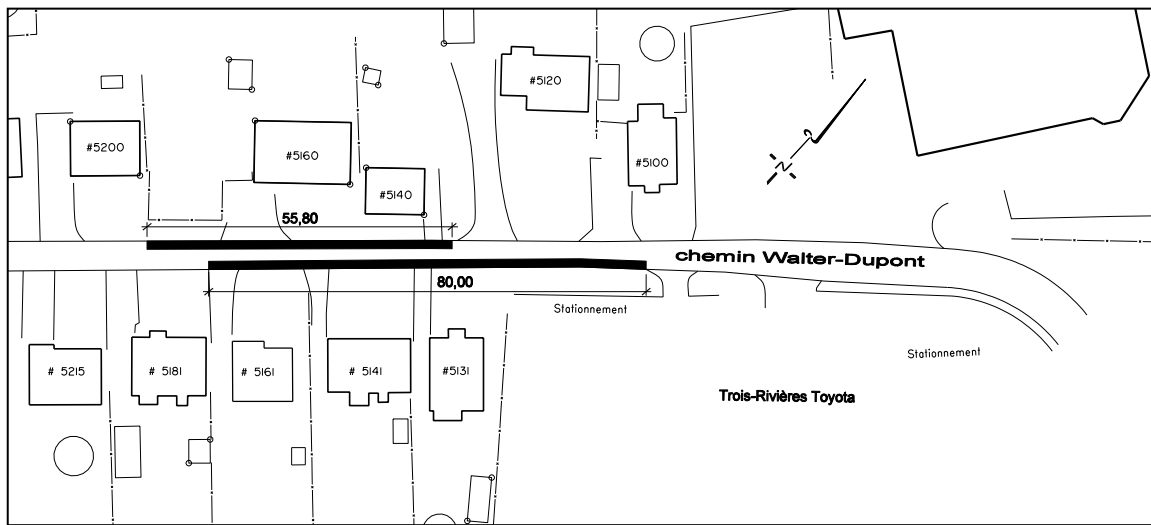 #5120
#5200
#5160
#5100
#5140
N
55,80
chemin Walter-Dupont
80,00
Stationnement
Stationnement
# 5215
# 5181
# 5161
# 5141
#5131
Trois-Rivières Toyota